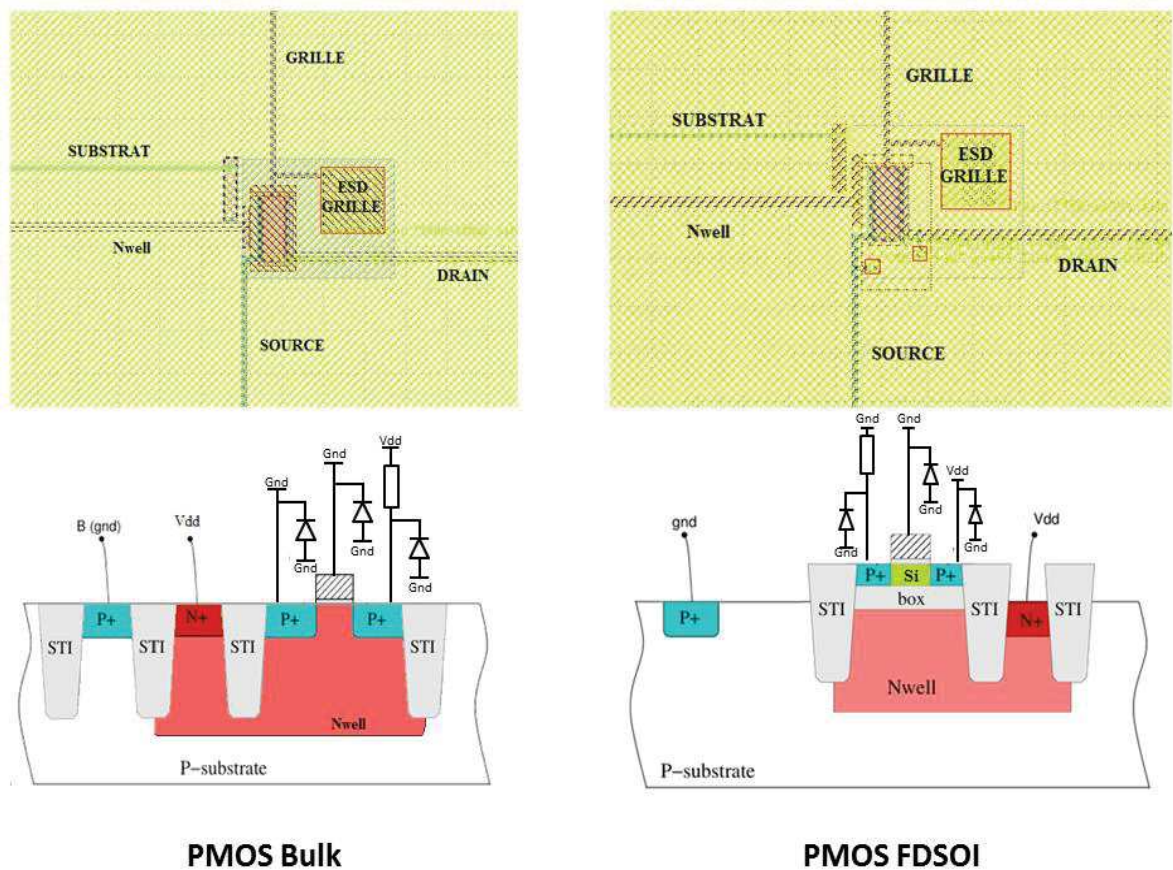 GRILLE
SUBSTRAT
ESD
GRILLE
Nwell
DRAIN
SOURCE
GRILLE
SUBSTRAT
ESD
GRILLE
Nwell
DRAIN
SOURCE
Vdd
Gnd
Gnd
B (gnd)
Vdd
Gnd
Gnd
Gnd
P+
N+
P+
P+
STI
STI
STI
STI
Nwell
P-substrate
Gnd
Gnd
Vdd
Gnd
Gnd
Gnd
gnd
Vdd
P+
Si
P+
box
P+
STI
STI
N+
STI
Nwell
P-substrate
PMOS Bulk
PMOS FDSOI